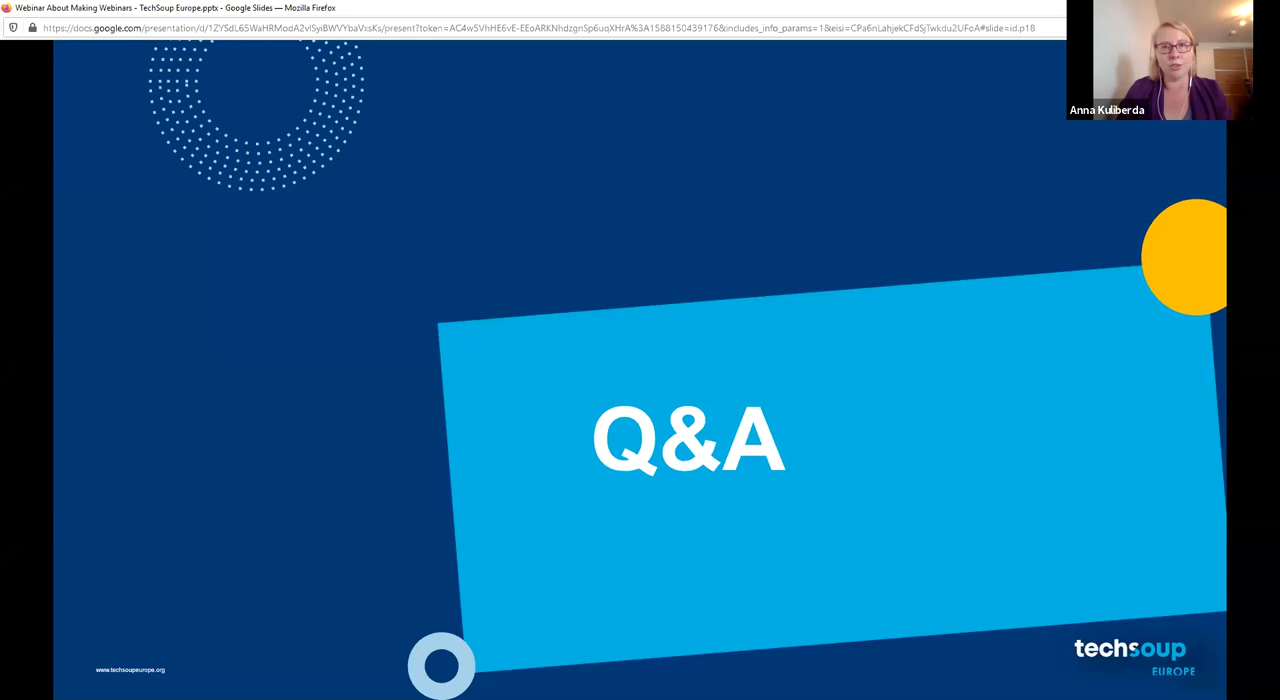 Webinar About Making Webinars - TechSoup Europe.pptx - Google Slides — Mozilla Firefox
https://docs.google.com/presentation/d/1ZYSdL65WaHRModA2vlSyiBWVYbaVxsKs/present?token=AC4w5VhHE6vE-EEoARKNhdzgnSp6uqXHrA%3A1588150439176&includes_info_params=1&eisi=CPa6nLahjekCFdSjTwkdu2UFoA#slide=id.p18
Anna Kuliberda
Q&A
www.techsoupeurope.org
techsoup
EUROPE